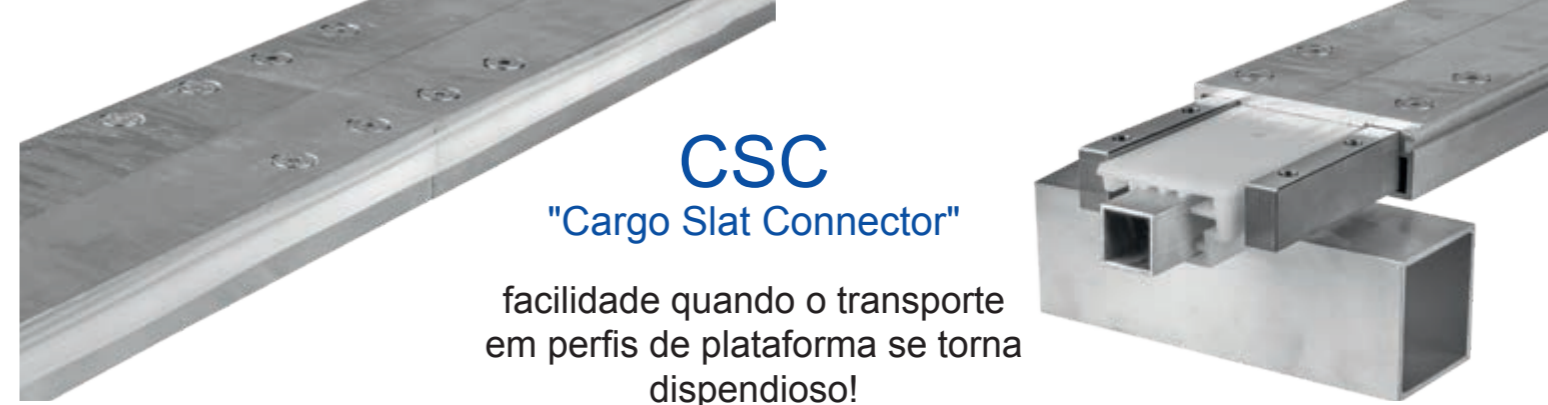 CSC
"Cargo Slat Connector"
facilidade quando o transporte
em perfis de plataforma se torna
dispendioso!